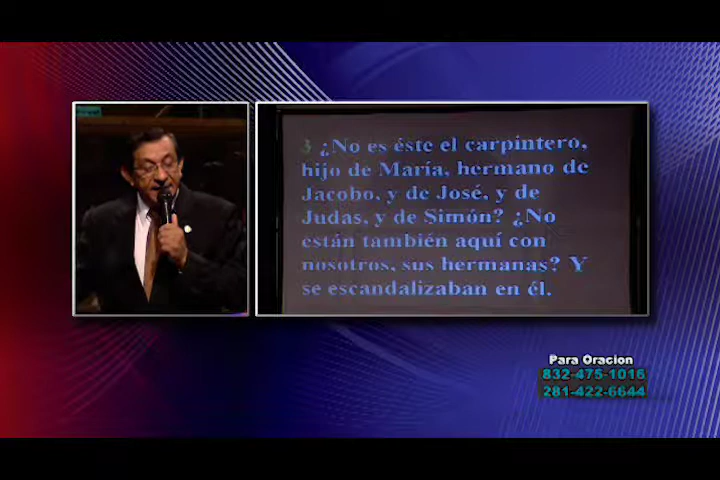 3 ¿No es éste el carpintero,
hijo de María, hermano de
Jacobo, y de José, y de
Judas, y de Simón? ¿No
están también aquí con
nosotros, sus hermanas? Y
se escandalizaban en él.
Para Oracion
832-475-1016
281-422-6644